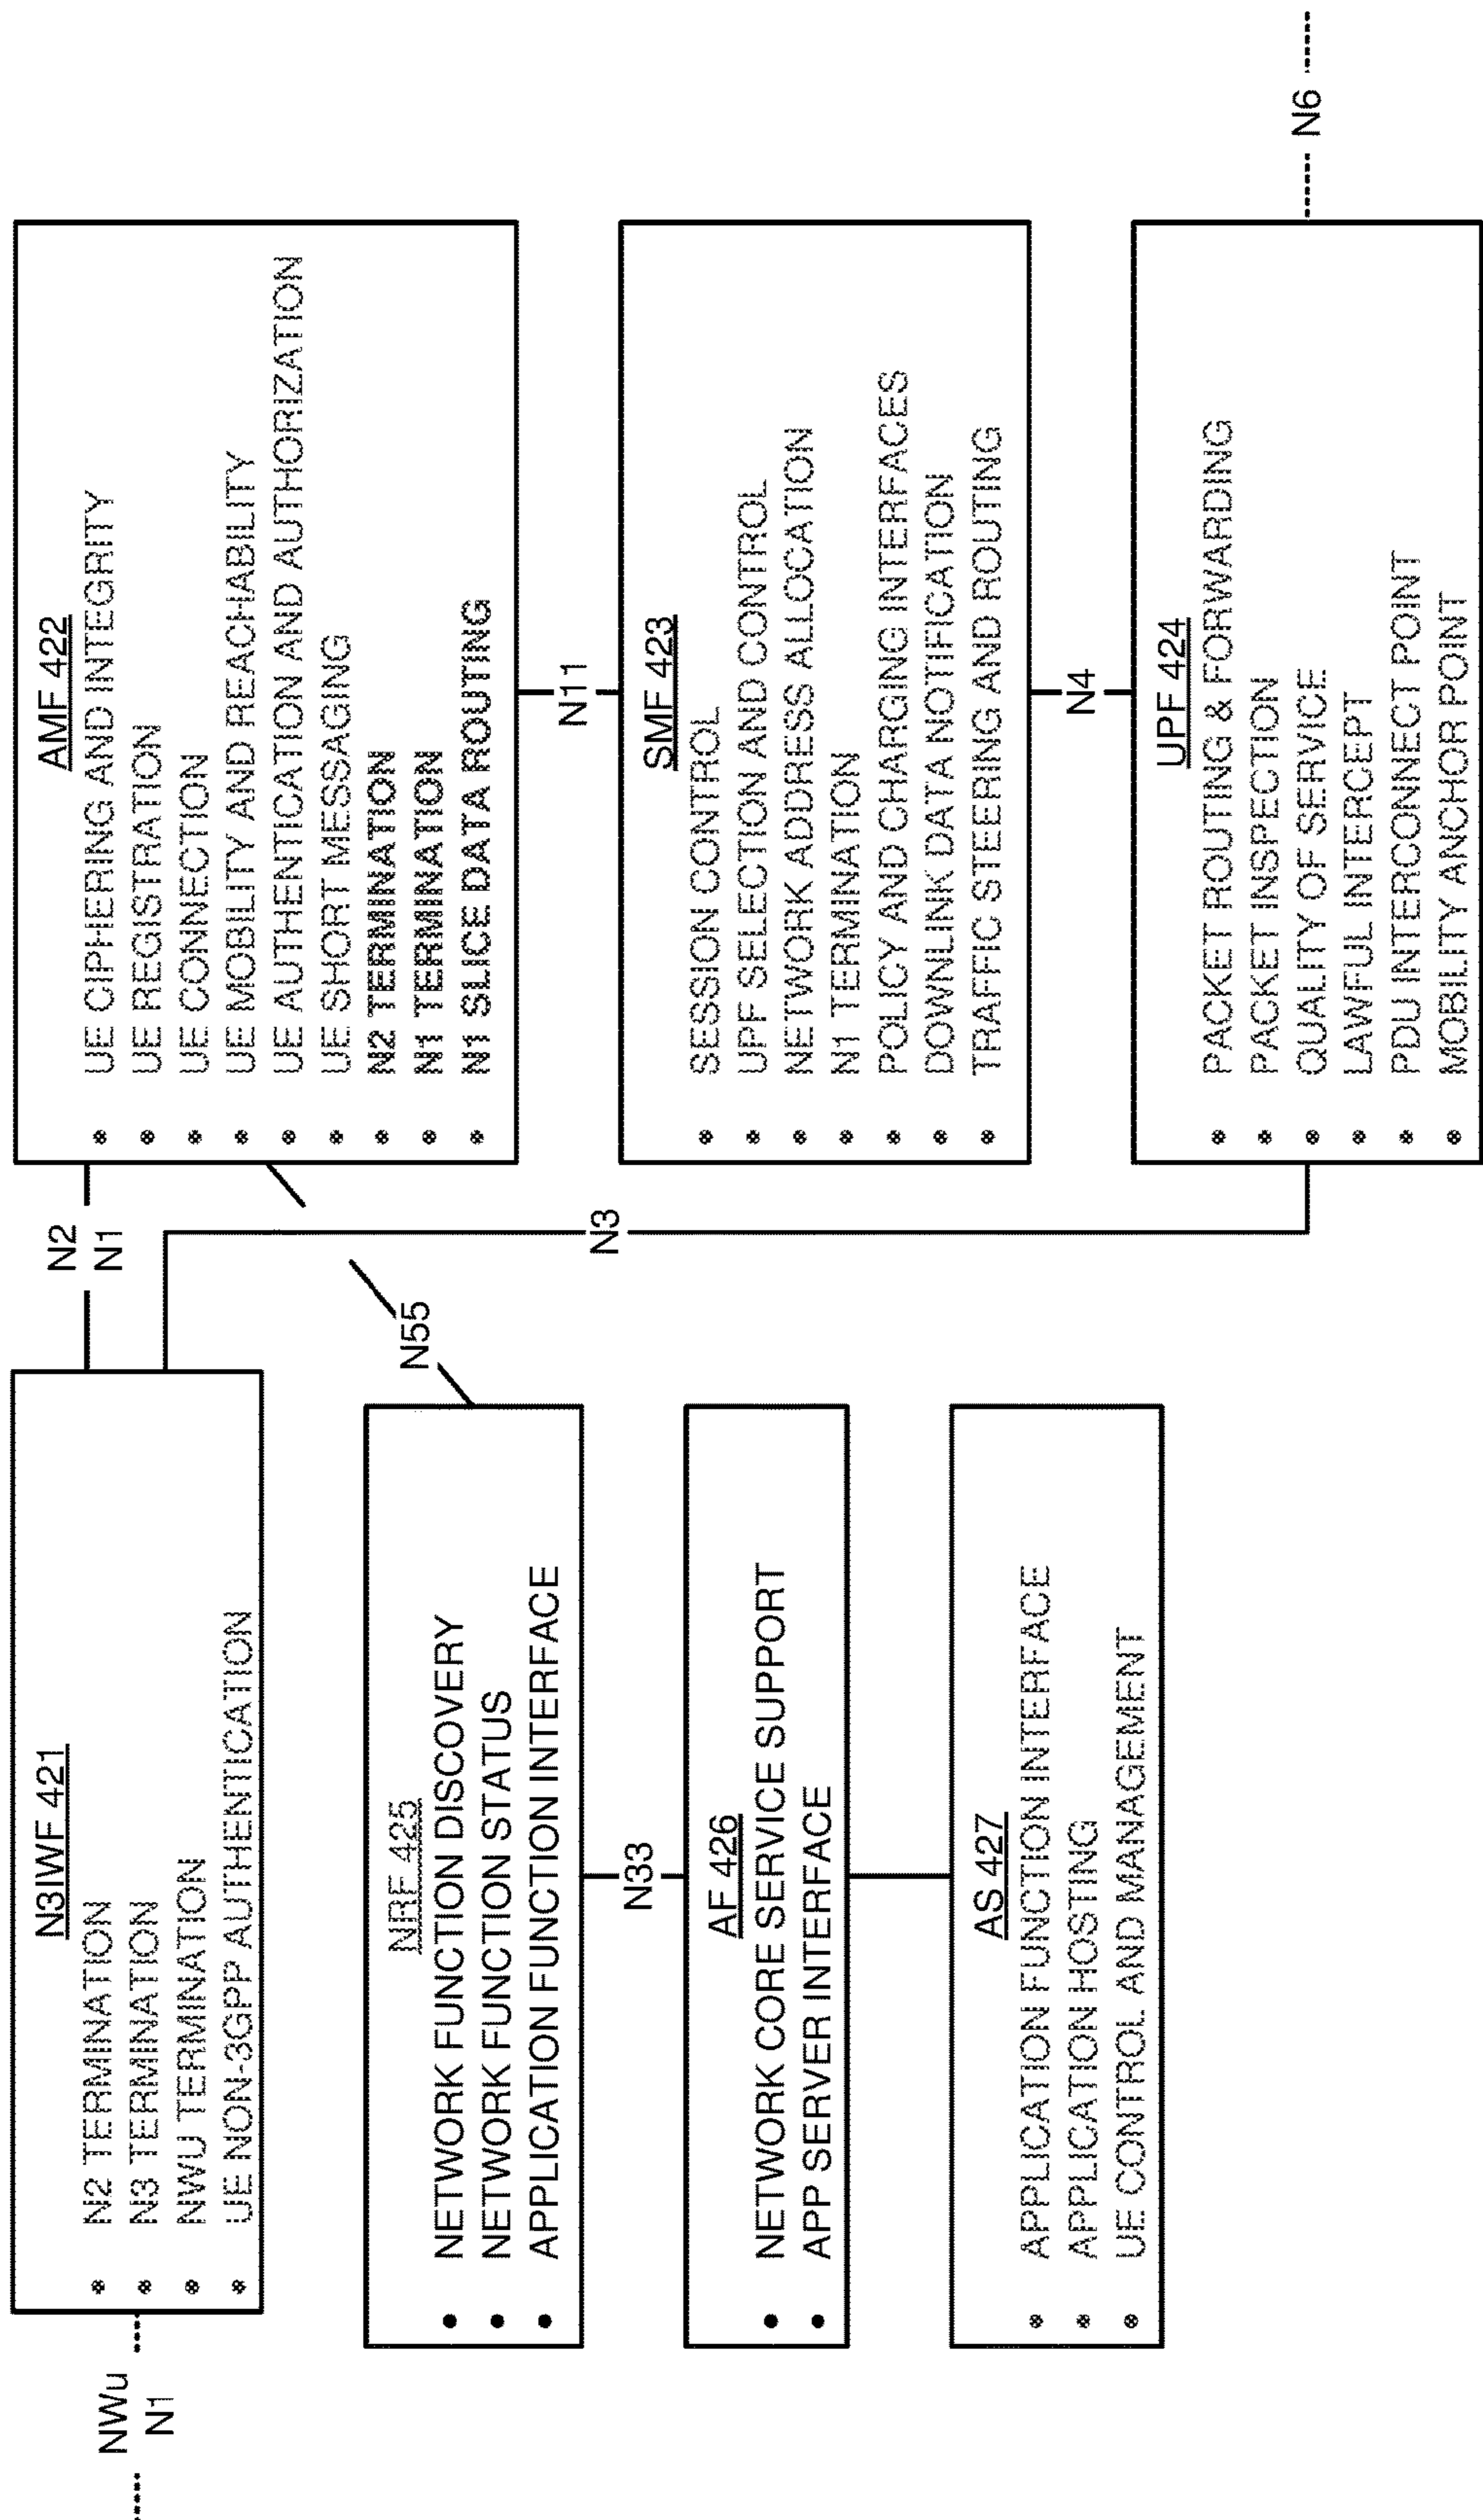 NWu
N1
N3IWF 421
• N2 TERMINATION
• N3 TERMINATION
• NWU TERMINATION
• UE NON-3GPP AUTHENTICATION
N2
N1
AMF 422
• UE CIPHERING AND INTEGRITY
• UE REGISTRATION
• UE CONNECTION
• UE MOBILITY AND REACHABILITY
• UE AUTHENTICATION AND AUTHORIZATION
• UE SHORT MESSAGING
• N2 TERMINATION
• N1 TERMINATION
• N1 SLICE DATA ROUTING
N55
N3
N11
NRF 425
• NETWORK FUNCTION DISCOVERY
• NETWORK FUNCTION STATUS
• APPLICATION FUNCTION INTERFACE
N33
SMF 423
• SESSION CONTROL
• UPF SELECTION AND CONTROL
• NETWORK ADDRESS ALLOCATION
• N1 TERMINATION
• POLICY AND CHARGING INTERFACES
• DOWNLINK DATA NOTIFICATION
• TRAFFIC STEERING AND ROUTING
AF 426
• NETWORK CORE SERVICE SUPPORT
• APP SERVER INTERFACE
N4
AS 427
• APPLICATION FUNCTION INTERFACE
• APPLICATION HOSTING
• UE CONTROL AND MANAGEMENT
UPF 424
• PACKET ROUTING & FORWARDING
• PACKET INSPECTION
• QUALITY OF SERVICE
• LAWFUL INTERCEPT
• PDU INTERCONNECT POINT
• MOBILITY ANCHOR POINT
N6